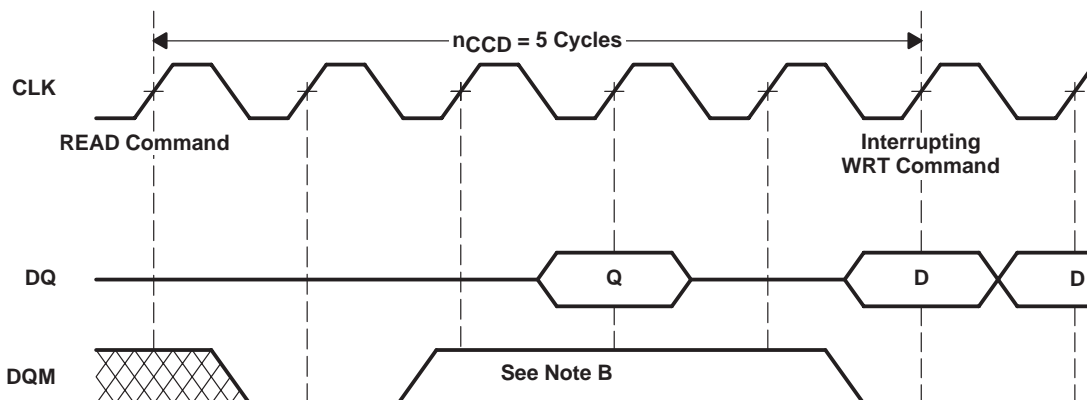 nCCD = 5 Cycles
CLK
READ Command
Interrupting
WRT Command
DQ
Q
D
D
DQM
See Note B